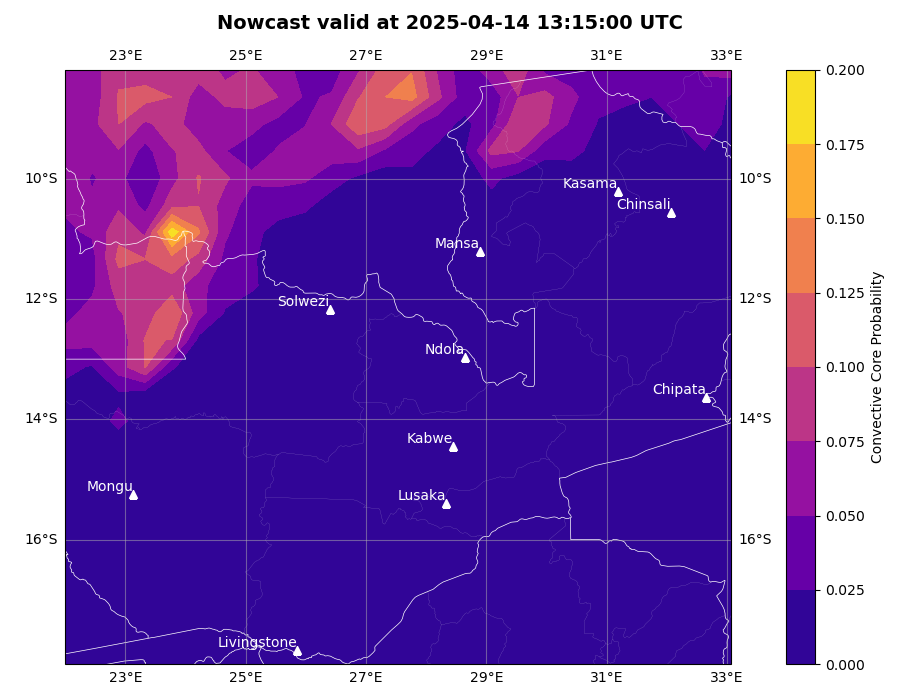 Nowcast valid at 2025-04-14 13:15:00 UTC
23°E 25°E 27°E 29°E 31°E 33°E
0.200
0.175
10°S Kasama 10°S
Chinsali
0.150
Mansa
12°S Solwezi 12°S
0.125
Ndola
0.100
Chipata
14°S 14°S
Kabwe
0.075
Mongu Lusaka
0.050
16°S 16°S
0.025
Livingstone
0.000
23°E 25°E 27°E 29°E 31°E 33°E
Convective Core Probability